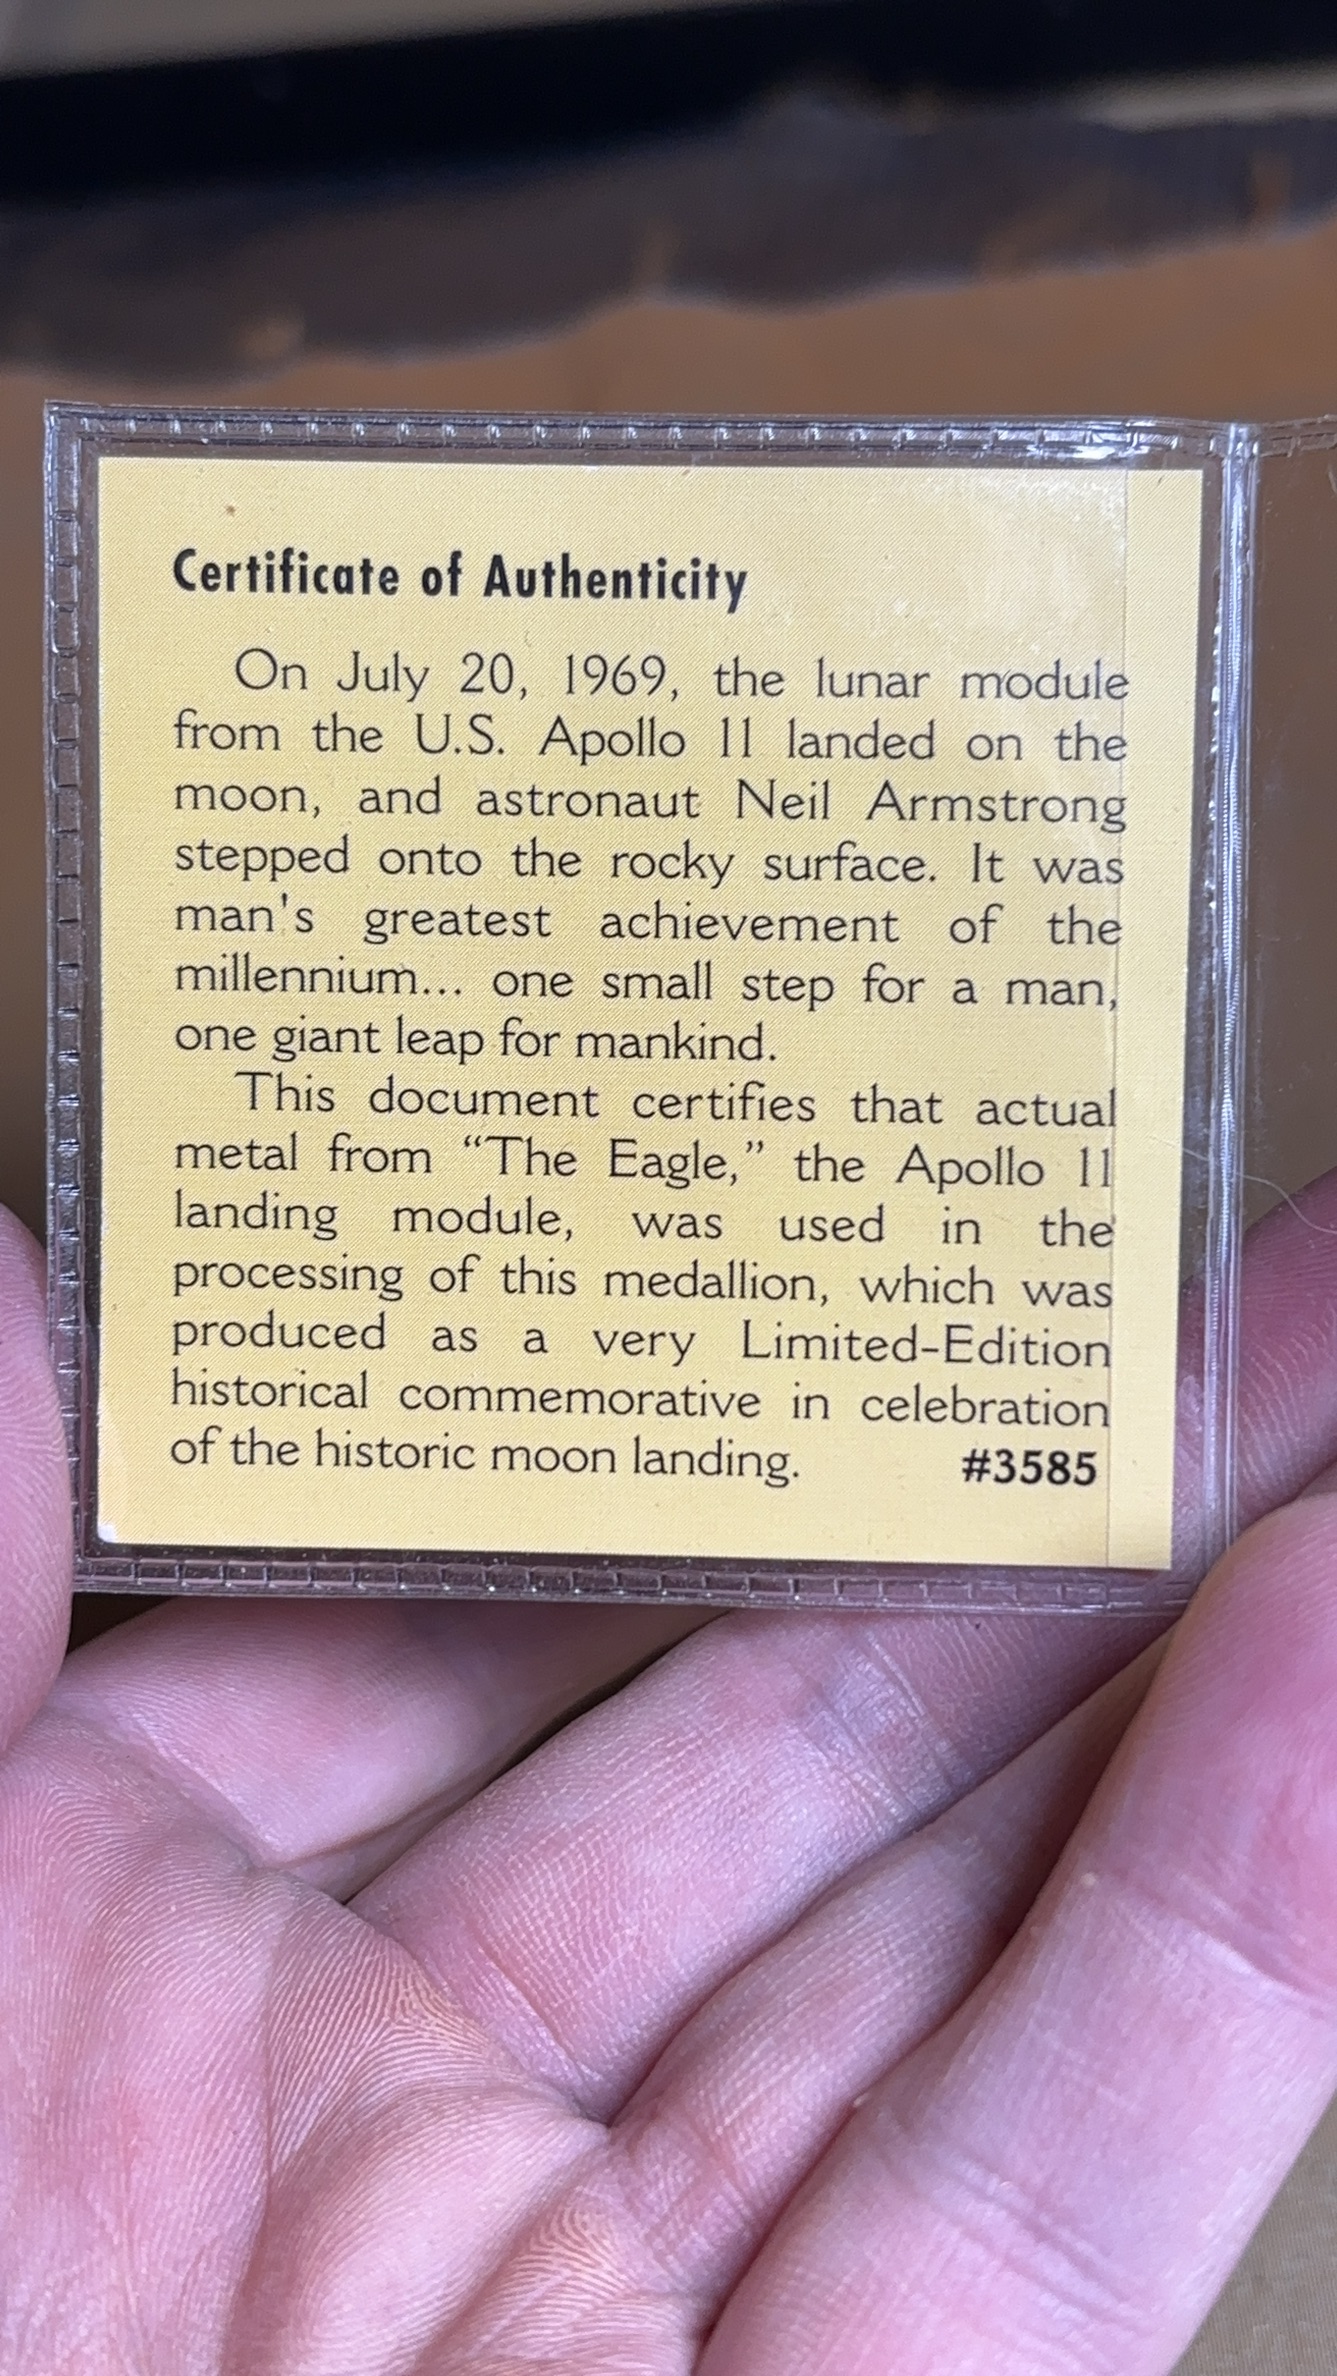 Certificate of Authenticity
On July 20, 1969, the lunar module
from the U.S. Apollo 11 landed on the
moon, and astronaut Neil Armstrong
stepped onto the rocky surface. It was
man's greatest achievement of the
millennium... one small step for a man,
one giant leap for mankind.
This document certifies that actual
metal from “The Eagle,” the Apollo 11
landing module, was used in the
processing of this medallion, which was
produced as a very Limited-Edition
historical commemorative in celebration
of the historic moon landing. #3585